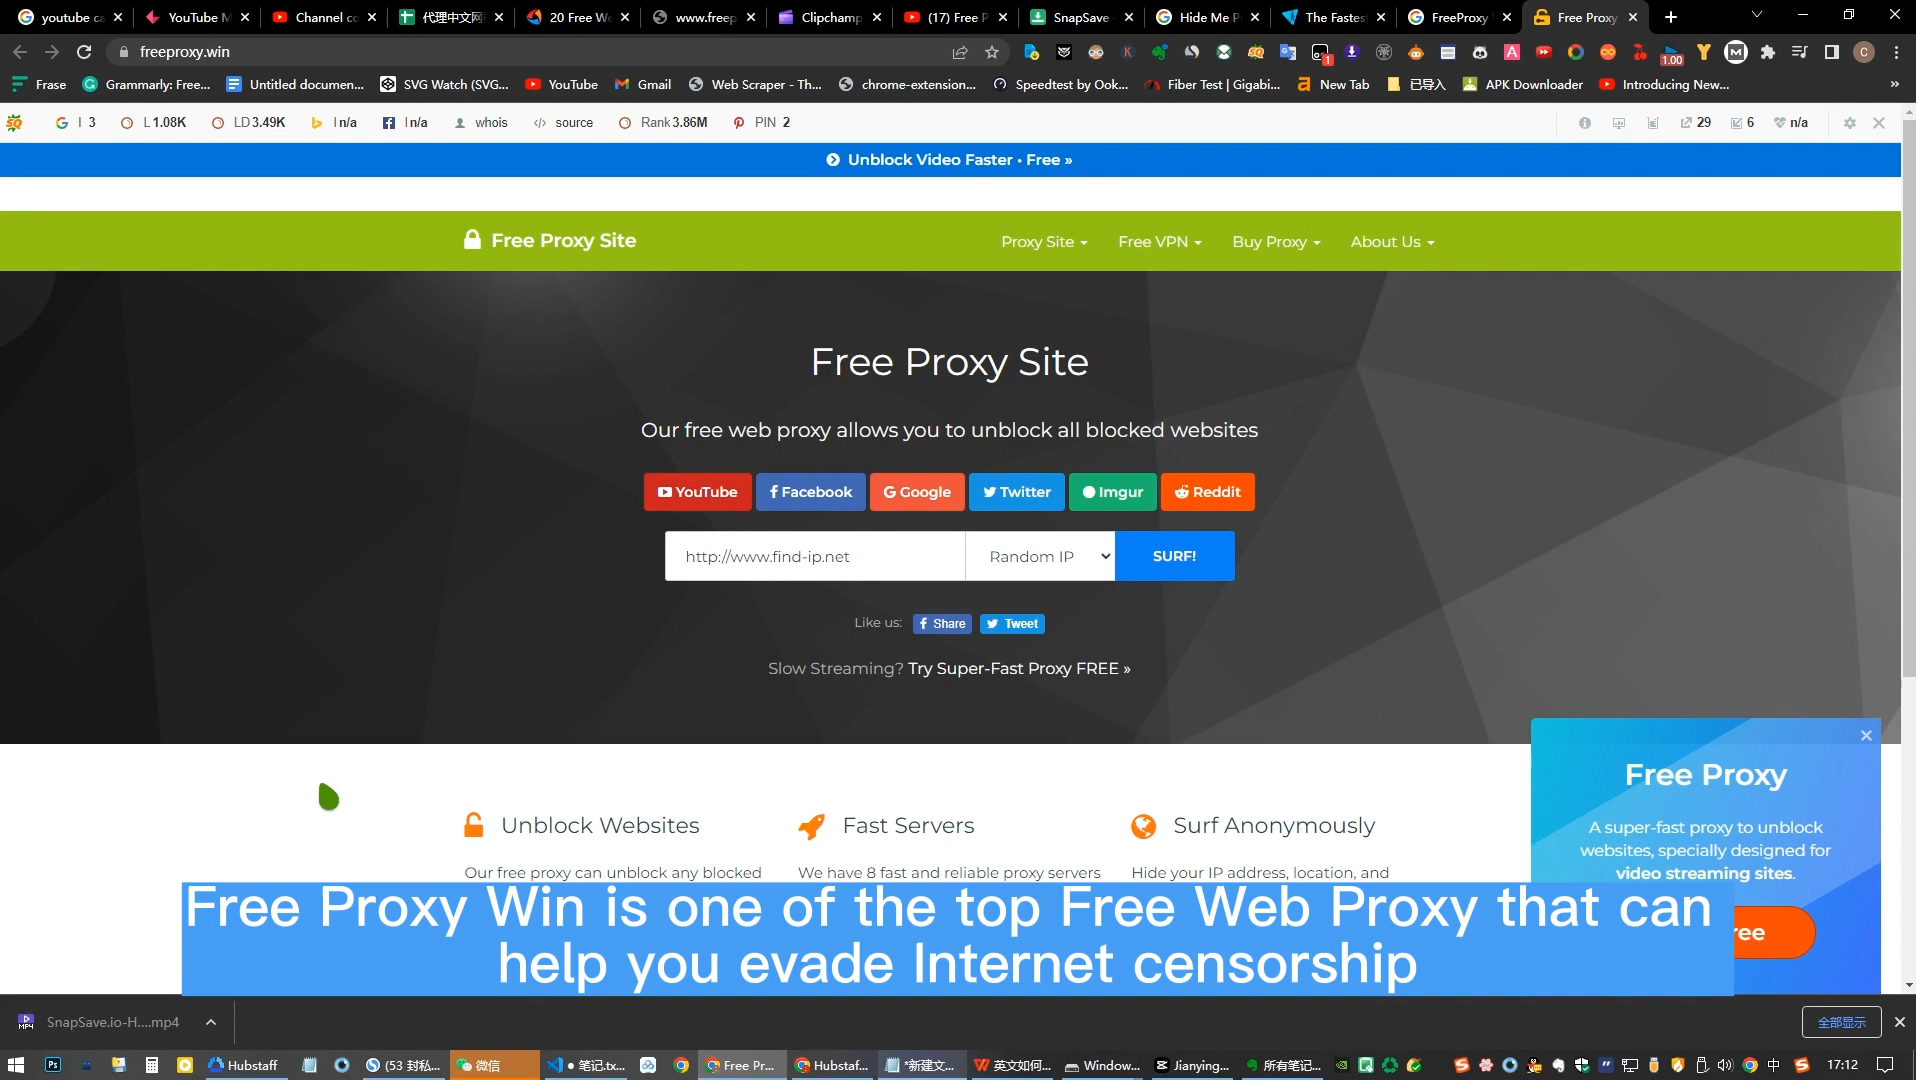 youtube ca
YouTube M
Channel co
代理中文网
20 Free We
www.freep
Clipchamp
(17) Free P
SnapSave
Hide Me P
The Fastes
FreeProxy
Free Proxy
freeproxy.win
1
1.00
C
Frase
Grammarly: Free...
Untitled documen...
SVG Watch (SVG...
YouTube
Gmail
Web Scraper - Th...
chrome-extension...
Speedtest by Ook...
Fiber Test | Gigabi...
New Tab
已导入
APK Downloader
Introducing New...
I 3
L 1.08K
LD 3.49K
I n/a
I n/a
whois
source
Rank 3.86M
PIN 2
29
6
n/a
Unblock Video Faster • Free »
Free Proxy Site
Proxy Site
Free VPN
Buy Proxy
About Us
Free Proxy Site
Our free web proxy allows you to unblock all blocked websites
YouTube
Facebook
Google
Twitter
Imgur
Reddit
http://www.find-ip.net
Random IP
SURF!
Like us:
Share
Tweet
Slow Streaming? Try Super-Fast Proxy FREE »
Free Proxy
A super-fast proxy to unblock
websites, specially designed for
video streaming sites.
ree
Unblock Websites
Our free proxy can unblock any blocked
Fast Servers
We have 8 fast and reliable proxy servers
Surf Anonymously
Hide your IP address, location, and
Free Proxy Win is one of the top Free Web Proxy that can
help you evade Internet censorship
SnapSave.io-H....mp4
全部显示
Hubstaff
(53 封私...
微信
● 笔记.tx...
Free Pr...
Hubstaf...
*新建文...
英文如何...
Window...
Jianying...
所有笔记...
中
17:12